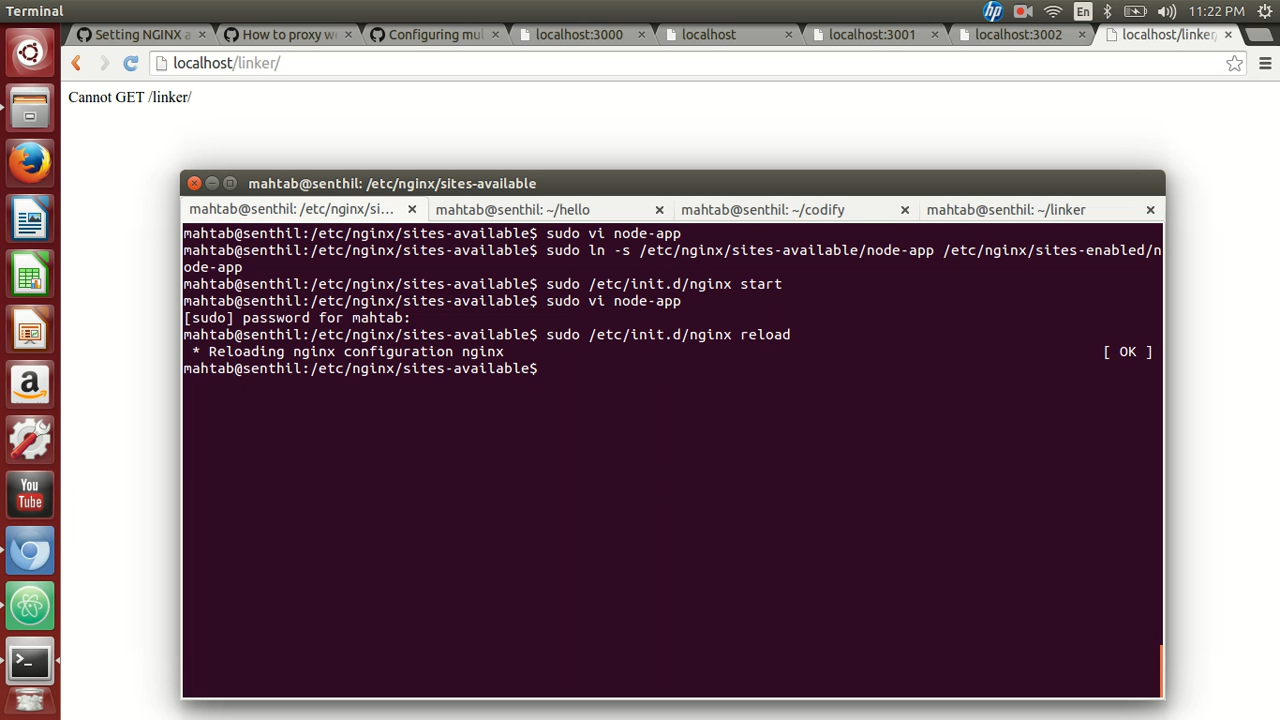 Terminal
En
11:22 PM
Setting NGINX a
How to proxy we
Configuring mul
localhost:3000
localhost
localhost:3001
localhost:3002
localhost/linker/
localhost/linker/
Cannot GET /linker/
mahtab@senthil: /etc/nginx/sites-available
mahtab@senthil: /etc/nginx/si...
mahtab@senthil: ~/hello
mahtab@senthil: ~/codify
mahtab@senthil: ~/linker
mahtab@senthil:/etc/nginx/sites-available$ sudo vi node-app
mahtab@senthil:/etc/nginx/sites-available$ sudo ln -s /etc/nginx/sites-available/node-app /etc/nginx/sites-enabled/n
ode-app
mahtab@senthil:/etc/nginx/sites-available$ sudo /etc/init.d/nginx start
mahtab@senthil:/etc/nginx/sites-available$ sudo vi node-app
[sudo] password for mahtab:
mahtab@senthil:/etc/nginx/sites-available$ sudo /etc/init.d/nginx reload
* Reloading nginx configuration nginx [ OK ]
mahtab@senthil:/etc/nginx/sites-available$
hp
a
You
Tube
>_